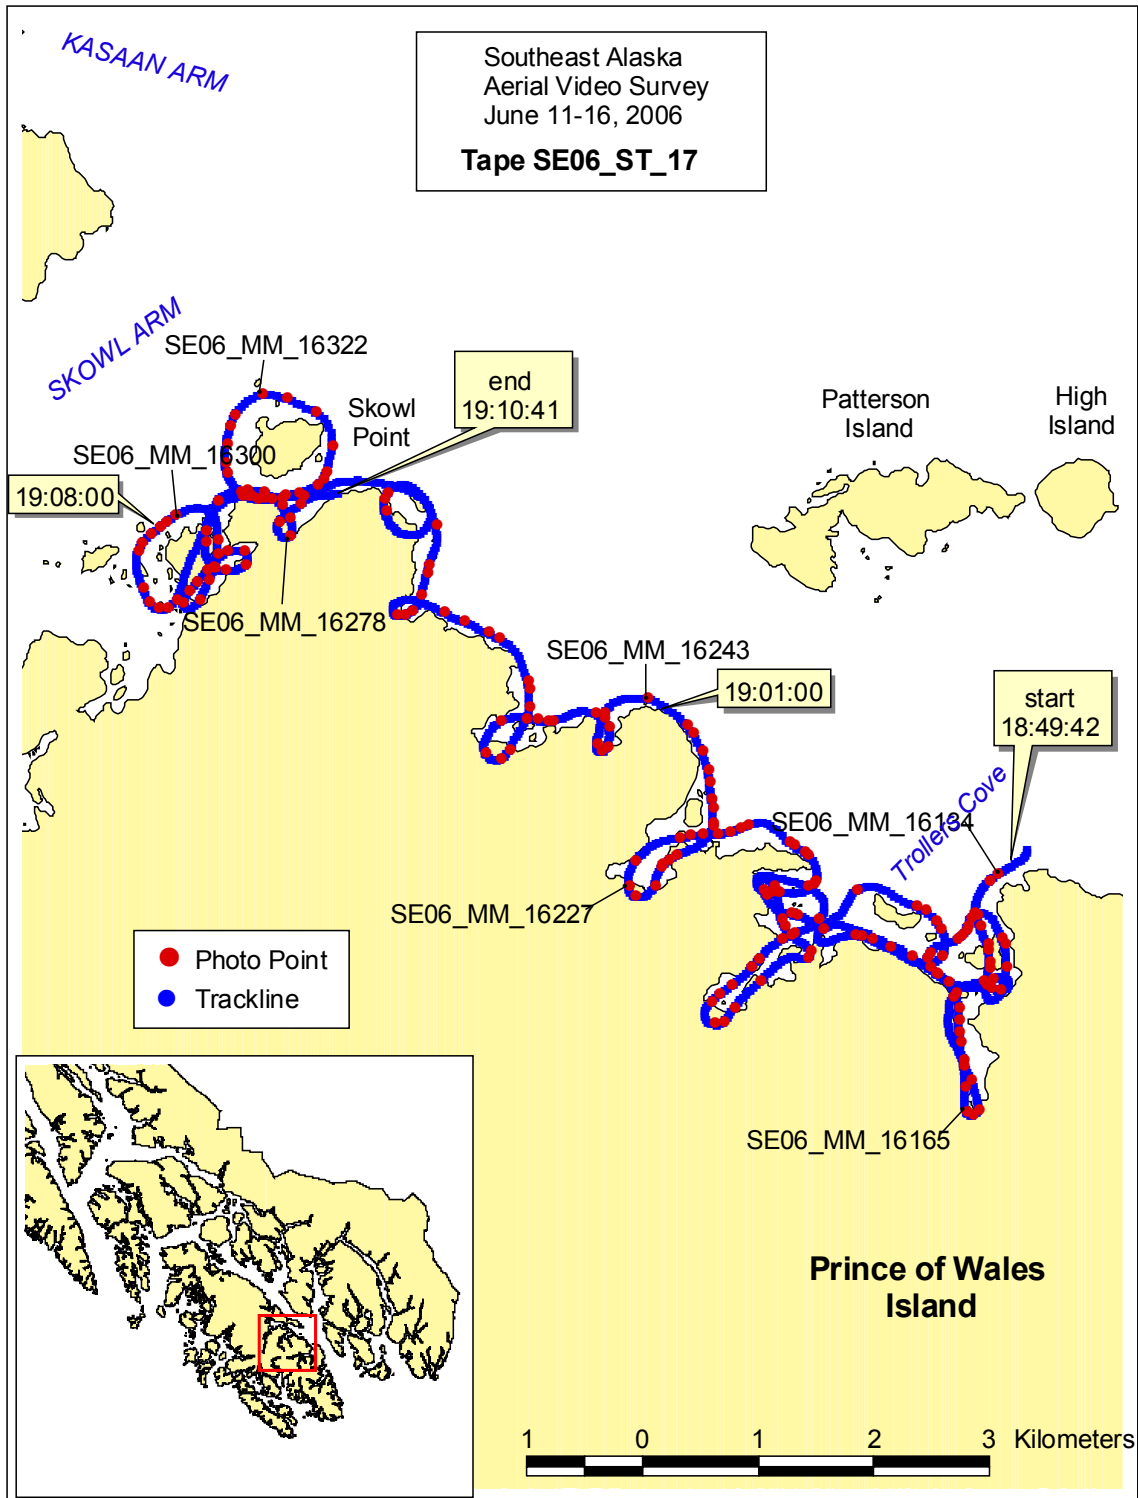 KASAAN ARM
Southeast Alaska
Aerial Video Survey
June 11-16, 2006
Tape SE06_ST_17
SKOWL ARM
SE06_MM_16322
end
19:10:41
Skowl
Point
Patterson
Island
High
Island
SE06_MM_16300
19:08:00
SE06_MM_16278
SE06_MM_16243
19:01:00
start
18:49:42
Trollers Cove
SE06_MM_16134
SE06_MM_16227
Photo Point
Trackline
SE06_MM_16165
Prince of Wales
Island
1 0 1 2 3 Kilometers